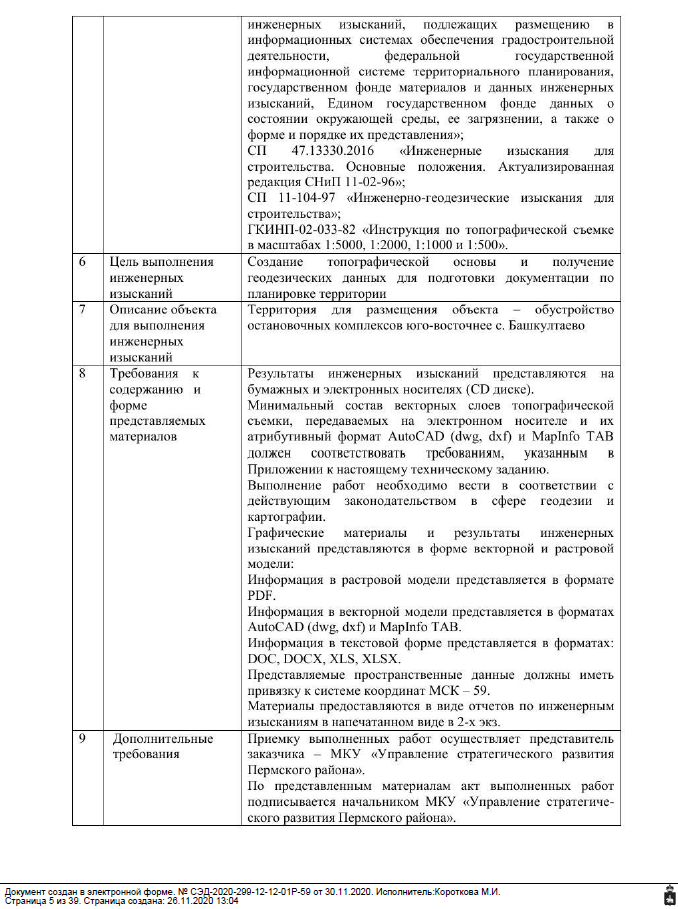 инженерных изысканий, подлежащих размещению в
информационных системах обеспечения градостроительной
деятельности, федеральной государственной
информационной системе территориального планирования,
государственном фонде материалов и данных инженерных
изысканий, Едином государственном фонде данных о
состоянии окружающей среды, ее загрязнении, а также о
форме и порядке их представления»;
СП 47.13330.2016 «Инженерные изыскания для
строительства. Основные положения. Актуализированная
редакция СНиП 11-02-96»;
СП 11-104-97 «Инженерно-геодезические изыскания для
строительства»;
ГКИНП-02-033-82 «Инструкция по топографической съемке
в масштабах 1:5000, 1:2000, 1:1000 и 1:500».
6
Цель выполнения
инженерных
изысканий
Создание топографической основы и получение
геодезических данных для подготовки документации по
планировке территории
7
Описание объекта
для выполнения
инженерных
изысканий
Территория для размещения объекта – обустройство
остановочных комплексов юго-восточнее с. Башкултаево
8
Требования к
содержанию и
форме
представляемых
материалов
Результаты инженерных изысканий представляются на
бумажных и электронных носителях (CD диске).
Минимальный состав векторных слоев топографической
съемки, передаваемых на электронном носителе и их
атрибутивный формат AutoCAD (dwg, dxf) и MapInfo TAB
должен соответствовать требованиям, указанным в
Приложении к настоящему техническому заданию.
Выполнение работ необходимо вести в соответствии с
действующим законодательством в сфере геодезии и
картографии.
Графические материалы и результаты инженерных
изысканий представляются в форме векторной и растровой
модели:
Информация в растровой модели представляется в формате
PDF.
Информация в векторной модели представляется в форматах
AutoCAD (dwg, dxf) и MapInfo TAB.
Информация в текстовой форме представляется в форматах:
DOC, DOCX, XLS, XLSX.
Представляемые пространственные данные должны иметь
привязку к системе координат МСК – 59.
Материалы предоставляются в виде отчетов по инженерным
изысканиям в напечатанном виде в 2-х экз.
9
Дополнительные
требования
Приемку выполненных работ осуществляет представитель
заказчика – МКУ «Управление стратегического развития
Пермского района».
По представленным материалам акт выполненных работ
подписывается начальником МКУ «Управление стратегиче-
ского развития Пермского района».
Документ создан в электронной форме. № СЭД-2020-299-12-12-01Р-59 от 30.11.2020. Исполнитель:Короткова М.И.
Страница 5 из 39. Страница создана: 26.11.2020 13:04